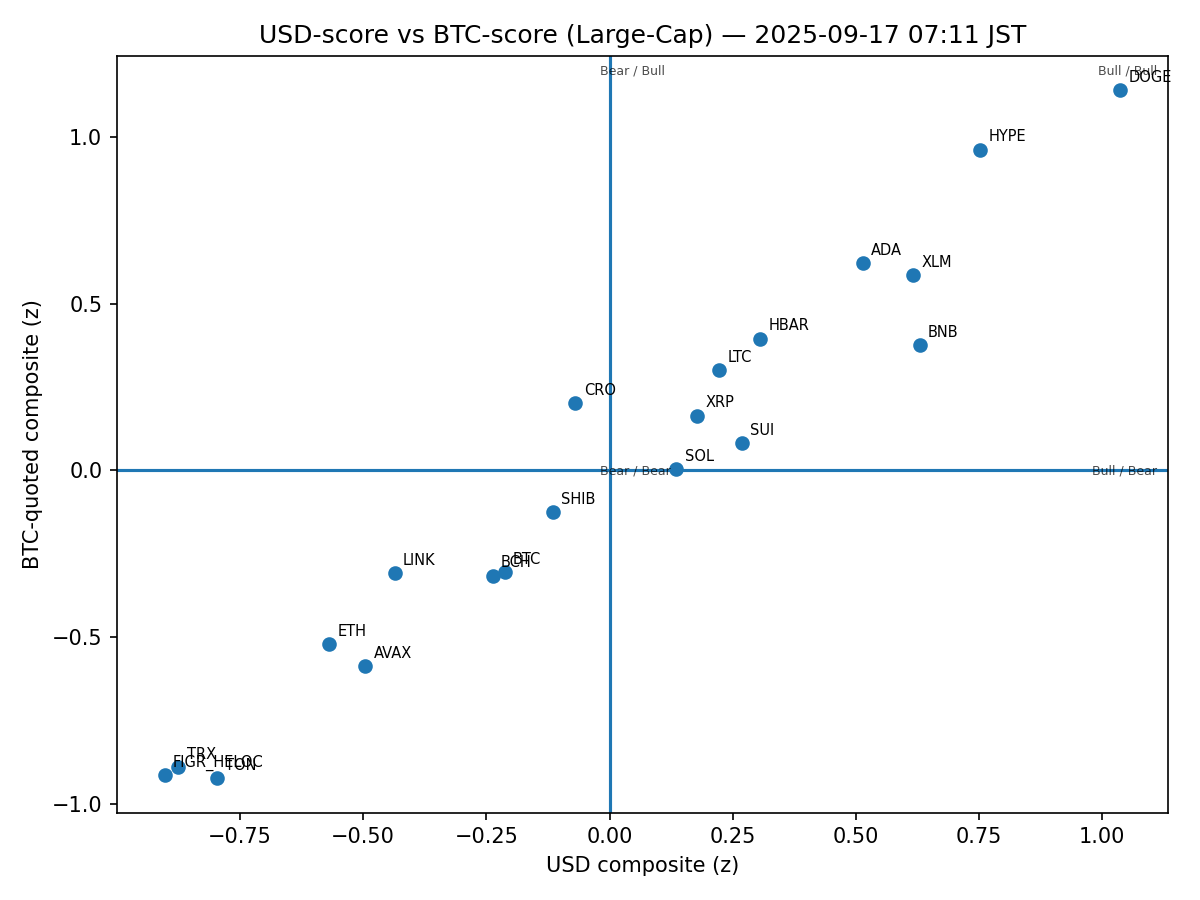 USD-score vs BTC-score (Large-Cap) — 2025-09-17 07:11 JST
Bear / Bull
Bull / Bull
DOGE
1.0
HYPE
ADA
XLM
0.5
HBAR
BNB
LTC
CRO
XRP
SUI
SOL
0.0
Bear / Bear
Bull / Bear
SHIB
LINK
BCH
BTC
−0.5
ETH
AVAX
TRX
FIGR_HELOC
TON
−1.0
−0.75
−0.50
−0.25
0.00
0.25
0.50
0.75
1.00
USD composite (z)
BTC-quoted composite (z)